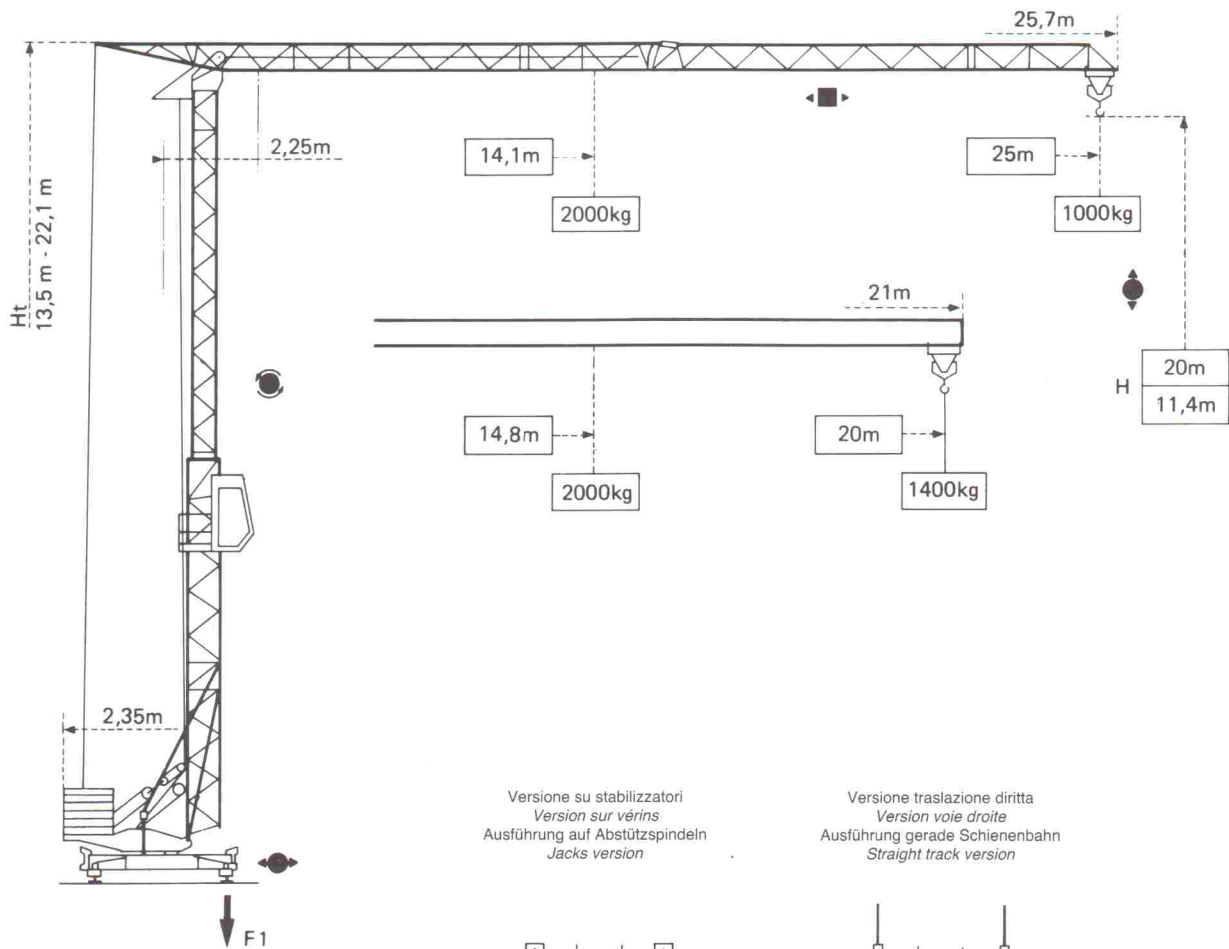 25,7m
Ht
13,5 m - 22,1 m
2,25m
14,1m
25m
2000kg
1000kg
21m
20m
H
11,4m
14,8m
20m
2000kg
1400kg
2,35m
Versione su stabilizzatori
Version sur vérins
Ausführung auf Abstützspindeln
Jacks version
Versione traslazione diritta
Version voie droite
Ausführung gerade Schienenbahn
Straight track version
F1